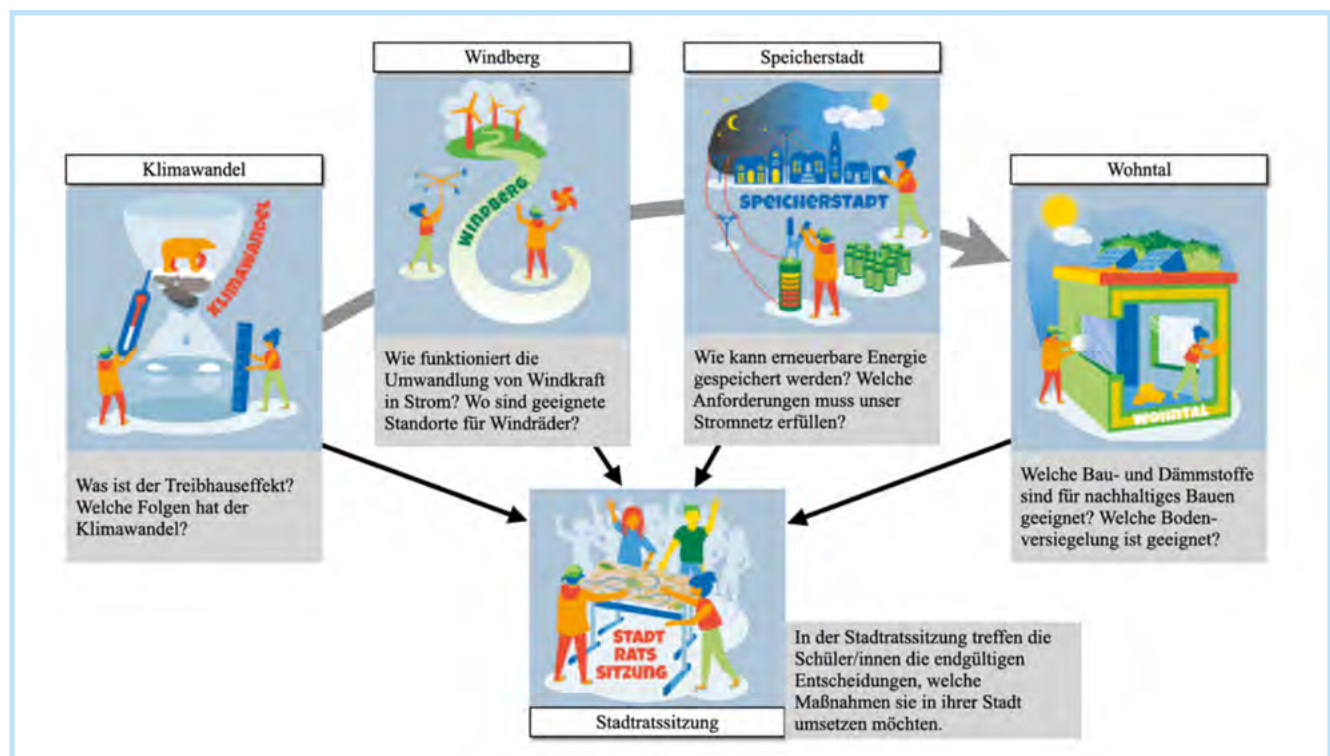 Klimawandel
KLIMAWANDEL
Was ist der Treibhauseffekt?
Welche Folgen hat der
Klimawandel?
Windberg
WINDBERG
Wie funktioniert die
Umwandlung von Windkraft
in Strom? Wo sind geeignete
Standorte für Windräder?
Speicherstadt
SPEICHERSTADT
Wie kann erneuerbare Energie
gespeichert werden? Welche
Anforderungen muss unser
Stromnetz erfüllen?
Wohntal
WOHNTAL
Welche Bau- und Dämmstoffe
sind für nachhaltiges Bauen
geeignet? Welche Boden-
versiegelung ist geeignet?
STADT
RATS
SITZUNG
Stadtratssitzung
In der Stadtratssitzung treffen die
Schüler/innen die endgültigen
Entscheidungen, welche
Maßnahmen sie in ihrer Stadt
umsetzen möchten.